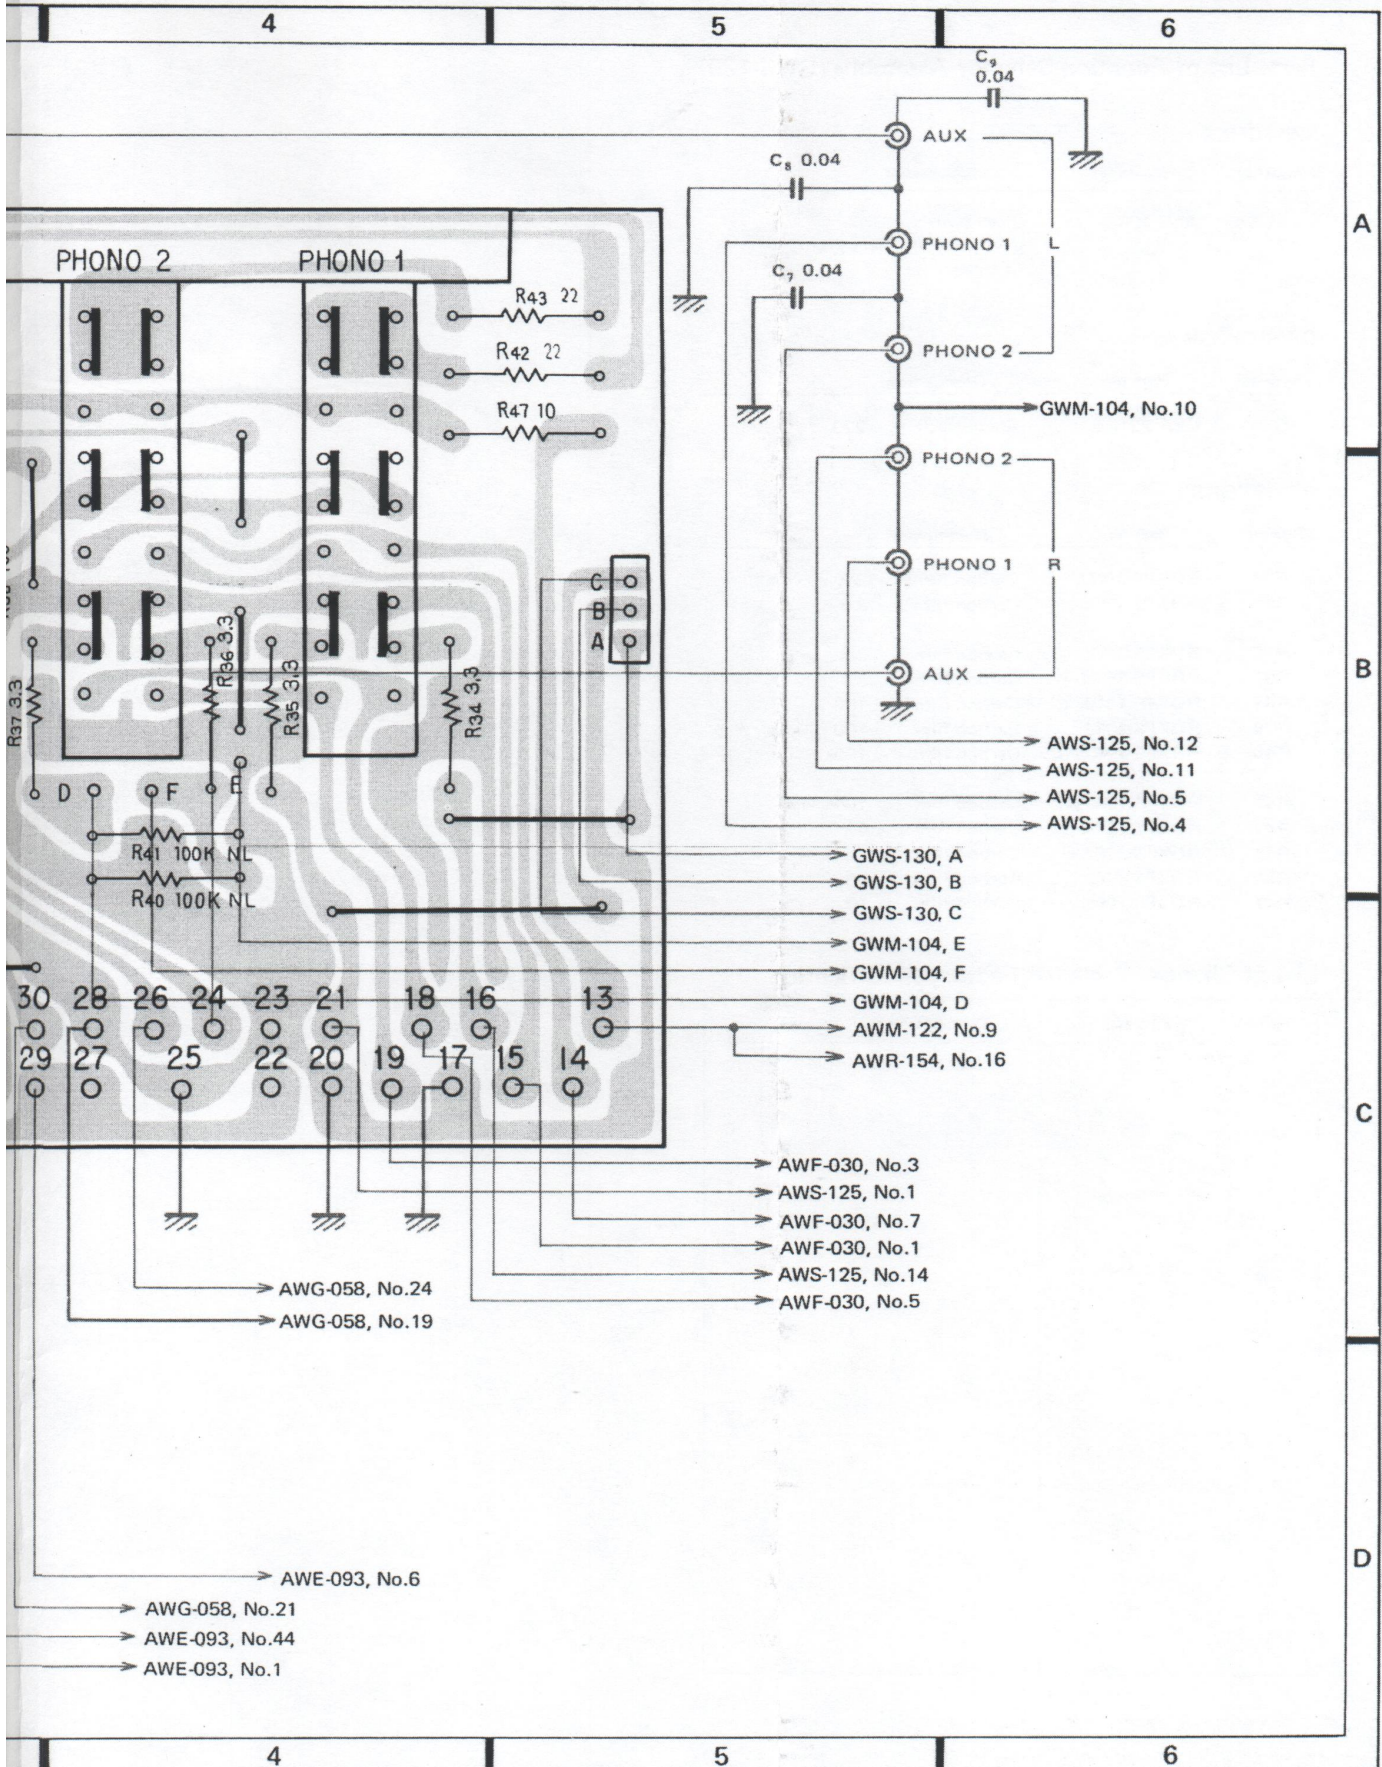 4
5
6
C9
0.04
AUX
C8 0.04
A
PHONO 1
L
PHONO 2
PHONO 1
C7 0.04
R43 22
R42 22
PHONO 2
R47 10
GWM-104, No.10
PHONO 2
PHONO 1
R
C
B
A
AUX
B
R37 3.3
R36 3.3
R35 3.3
R34 3.3
AWS-125, No.12
AWS-125, No.11
AWS-125, No.5
AWS-125, No.4
D
F
E
R41 100K NL
R40 100K NL
GWS-130, A
GWS-130, B
GWS-130, C
GWM-104, E
GWM-104, F
GWM-104, D
AWM-122, No.9
AWR-154, No.16
30 28 26 24 23 21 18 16 13
29 27 25 22 20 19 17 15 14
C
AWF-030, No.3
AWS-125, No.1
AWF-030, No.7
AWF-030, No.1
AWS-125, No.14
AWF-030, No.5
AWG-058, No.24
AWG-058, No.19
D
AWE-093, No.6
AWG-058, No.21
AWE-093, No.44
AWE-093, No.1
4
5
6